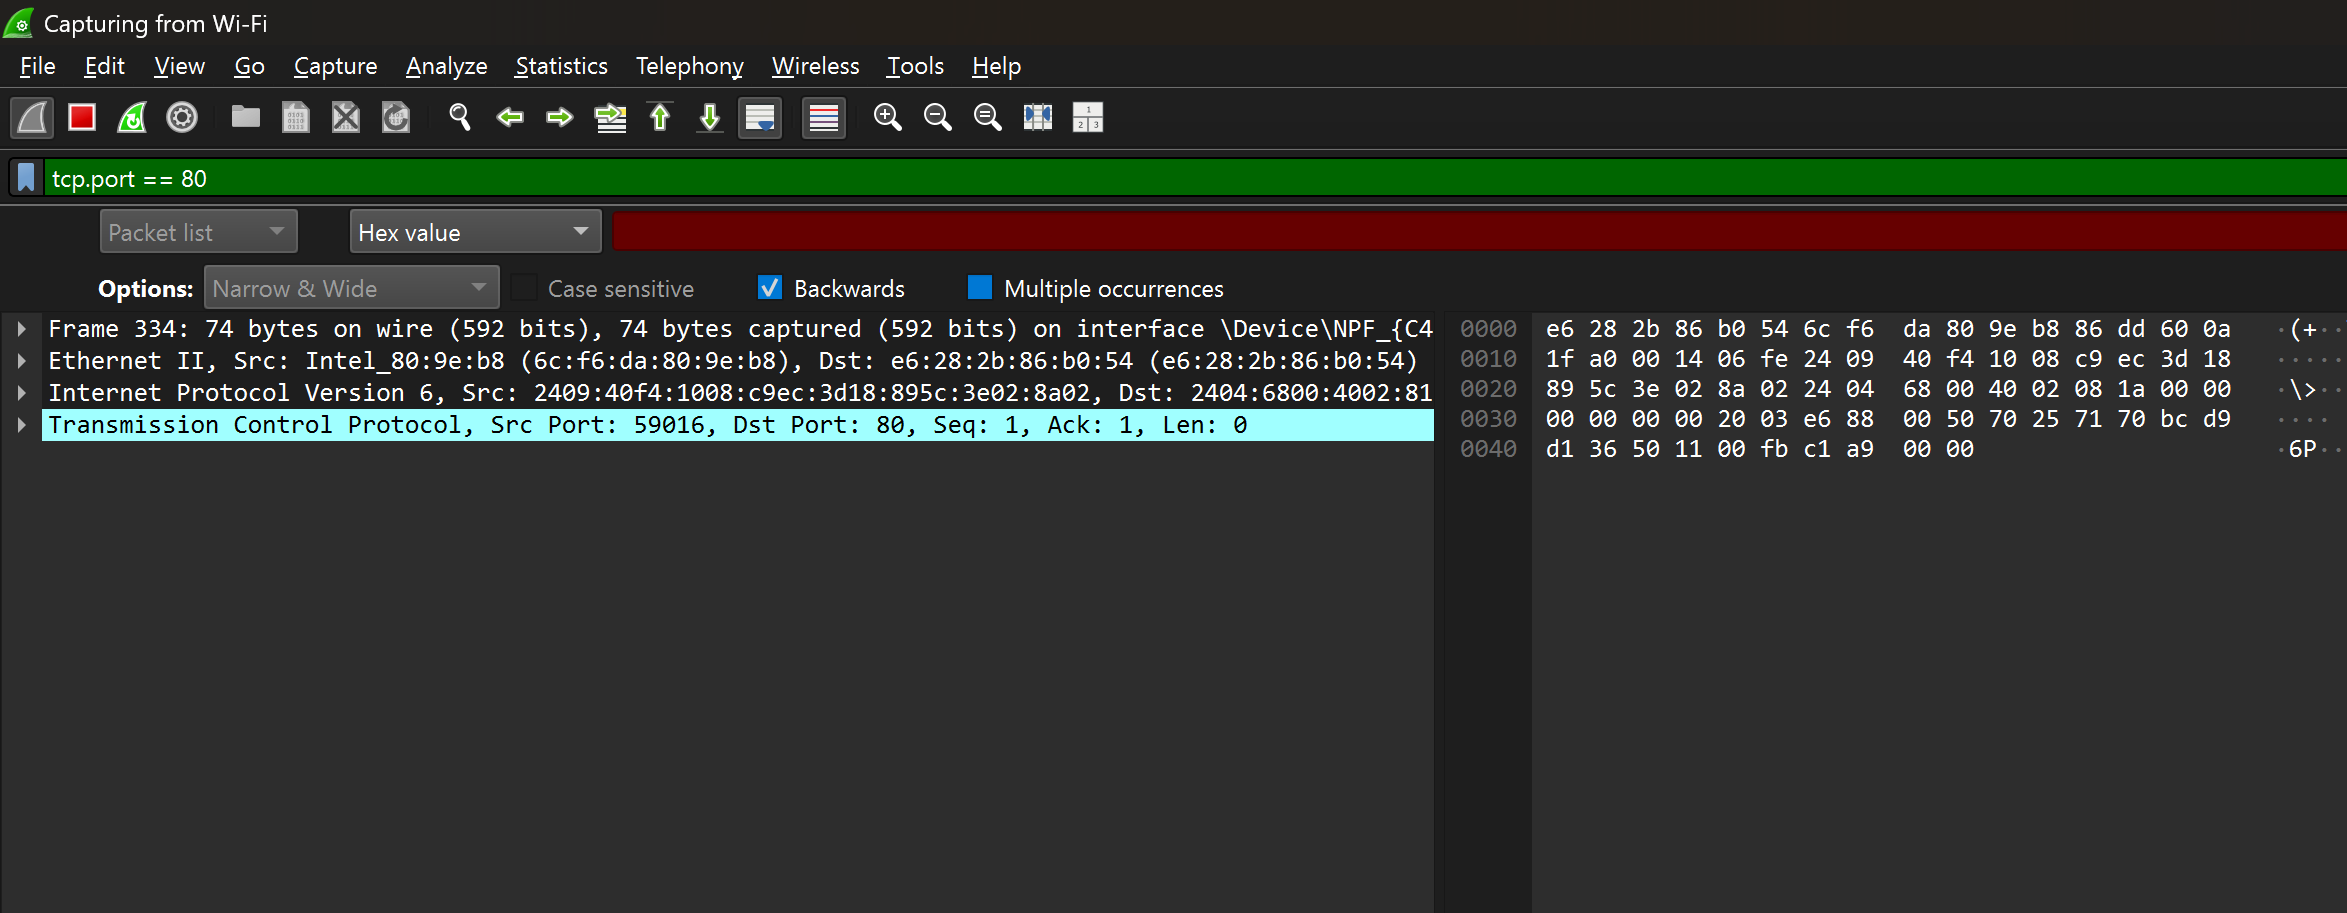 Capturing from Wi-Fi
File Edit View Go Capture Analyze Statistics Telephony Wireless Tools Help
tcp.port == 80
Packet list Hex value
Options: Narrow & Wide Case sensitive Backwards Multiple occurrences
Frame 334: 74 bytes on wire (592 bits), 74 bytes captured (592 bits) on interface \Device\NPF_{C4
Ethernet II, Src: Intel_80:9e:b8 (6c:f6:da:80:9e:b8), Dst: e6:28:2b:86:b0:54 (e6:28:2b:86:b0:54)
Internet Protocol Version 6, Src: 2409:40f4:1008:c9ec:3d18:895c:3e02:8a02, Dst: 2404:6800:4002:81
Transmission Control Protocol, Src Port: 59016, Dst Port: 80, Seq: 1, Ack: 1, Len: 0
0000 e6 28 2b 86 b0 54 6c f6 da 80 9e b8 86 dd 60 0a ·(+··
0010 1f a0 00 14 06 fe 24 09 40 f4 10 08 c9 ec 3d 18 ·····
0020 89 5c 3e 02 8a 02 24 04 68 00 40 02 08 1a 00 00 ·\>··
0030 00 00 00 00 20 03 e6 88 00 50 70 25 71 70 bc d9 ····
0040 d1 36 50 11 00 fb c1 a9 00 00 ·6P··